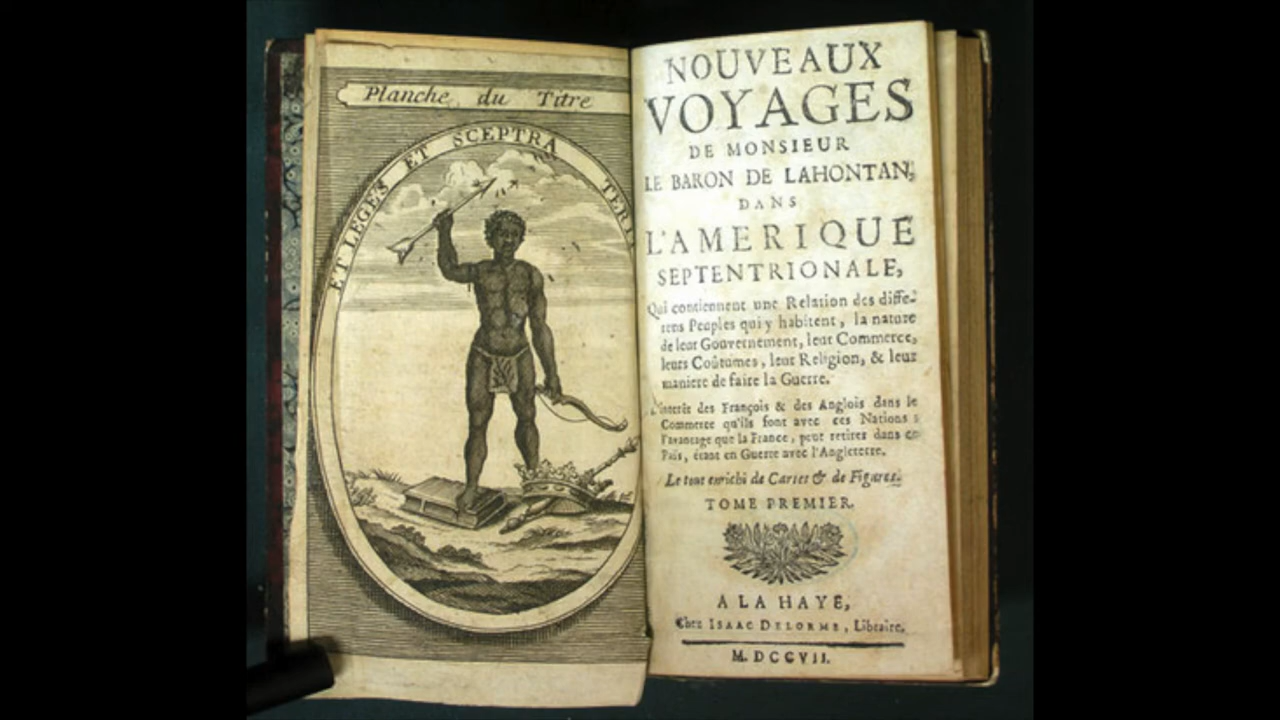 Planche du Titre
ET LEGES ET SCEPTRA TERIT
NOUVEAUX
VOYAGES
DE MONSIEUR
LE BARON DE LAHONTAN,
DANS
L'AMERIQUE
SEPTENTRIONALE,
Qui contiennent une Relation des diffe-
rens Peuples qui y habitent, la nature
de leur Gouvernement, leur Commerce,
leurs Coûtumes, leur Religion, & leur
maniere de faire la Guerre.
L'interêt des François & des Anglois dans le
Commerce qu'ils font avec ces Nations;
l'avantage que la France, peut retirer dans ce
Païs, étant en Guerre avec l'Angleterre.
Le tout enrichi de Cartes & de Figures.
TOME PREMIER.
A LA HAYE,
Chez ISAAC DELORME, Libraire.
M. DCCVII.